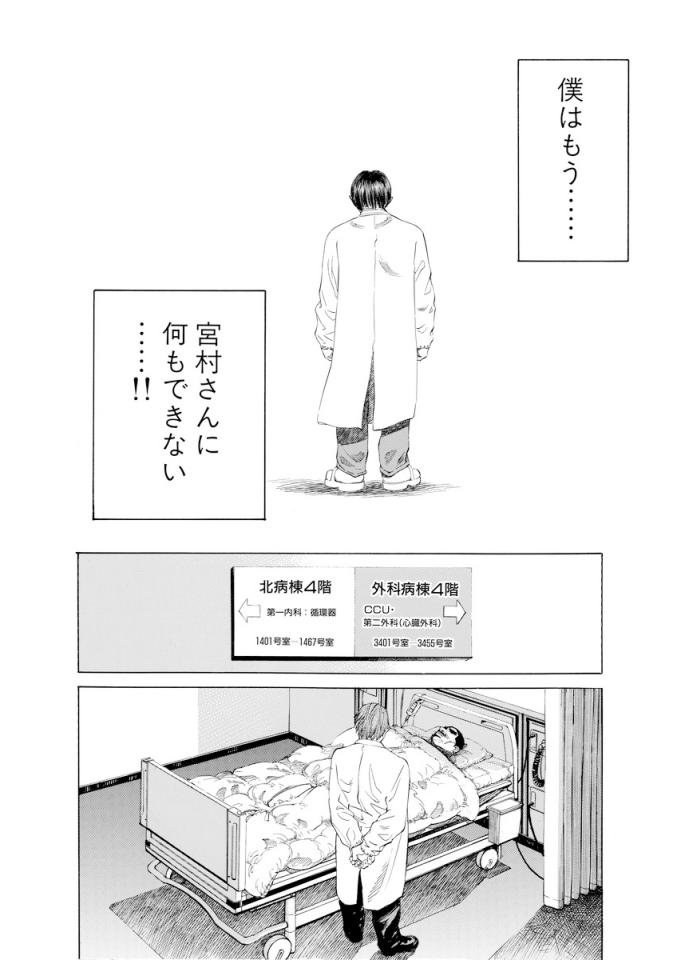 僕はもう……
宮村さんに
何もできない
……!!
北病棟4階
第一内科：循環器
1401号室―1467号室
外科病棟4階
CCU・
第二外科(心臓外科)
3401号室―3455号室